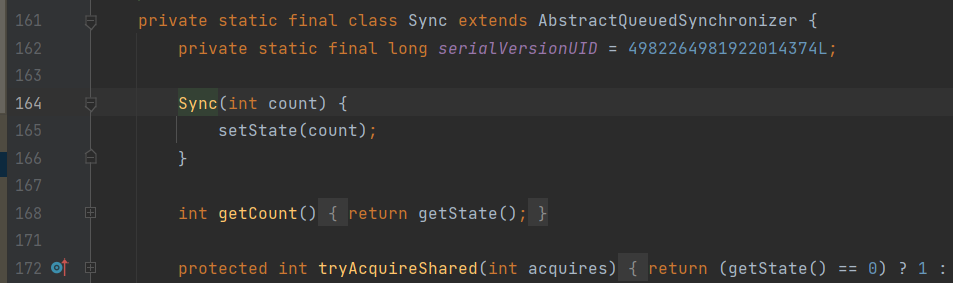 161 private static final class Sync extends AbstractQueuedSynchronizer {
162 private static final long serialVersionUID = 4982264981922014374L;
163
164 Sync(int count) {
165 setState(count);
166 }
167
168 int getCount() { return getState(); }
171
172 protected int tryAcquireShared(int acquires) { return (getState() == 0) ? 1 :